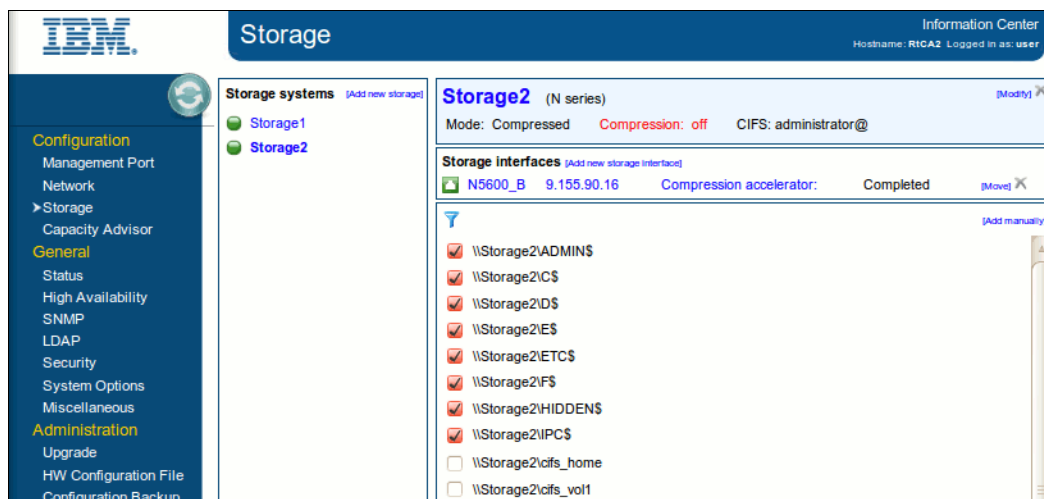 IBM.
Storage
Information Center
Hostname: RtCA2 Logged in as: user
Configuration
Management Port
Network
Storage
Capacity Advisor
General
Status
High Availability
SNMP
LDAP
Security
System Options
Miscellaneous
Administration
Upgrade
HW Configuration File
Configuration Backup
Storage systems [Add new storage]
Storage1
Storage2
Storage2 (N series) [Modify]
Mode: Compressed Compression: off CIFS: administrator@
Storage interfaces [Add new storage interface]
N5600_B 9.155.90.16 Compression accelerator: Completed [Move]
[Add manually
\\Storage2\ADMIN$
\\Storage2\C$
\\Storage2\D$
\\Storage2\E$
\\Storage2\ETC$
\\Storage2\F$
\\Storage2\HIDDEN$
\\Storage2\IPC$
\\Storage2\cifs_home
\\Storage2\cifs_vol1